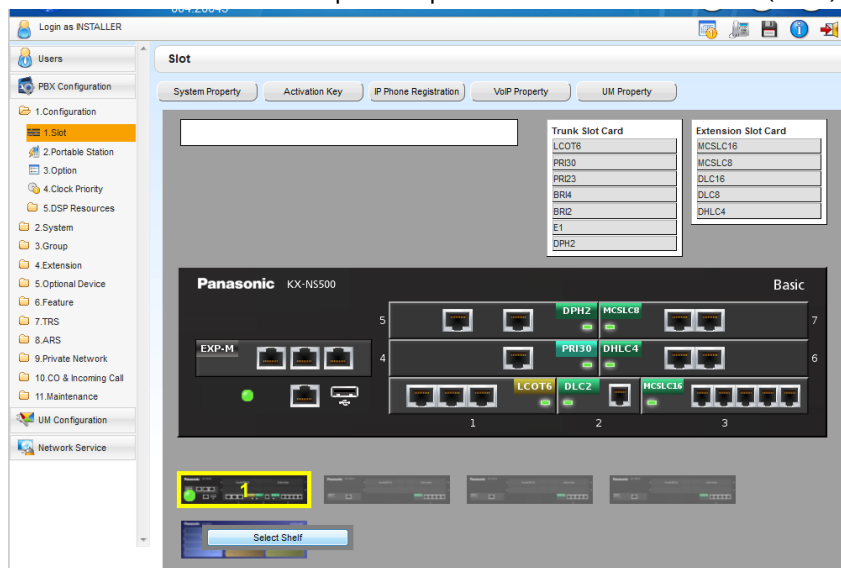 Login as INSTALLER
Users
PBX Configuration
1.Configuration
1.Slot
2.Portable Station
3.Option
4.Clock Priority
5.DSP Resources
2.System
3.Group
4.Extension
5.Optional Device
6.Feature
7.TRS
8.ARS
9.Private Network
10.CO & Incoming Call
11.Maintenance
UM Configuration
Network Service
Slot
System Property
Activation Key
IP Phone Registration
VoIP Property
UM Property
Trunk Slot Card
LCOT6
PRI30
PRI23
BRI4
BRI2
E1
DPH2
Extension Slot Card
MCSLC16
MCSLC8
DLC16
DLC8
DHLC4
Panasonic KX-NS500 Basic
5 DPH2 MCSLC8 7
EXP-M 4 PRI30 DHLC4 6
LCOT6 DLC2 MCSLC16
1 2 3
1
Select Shelf